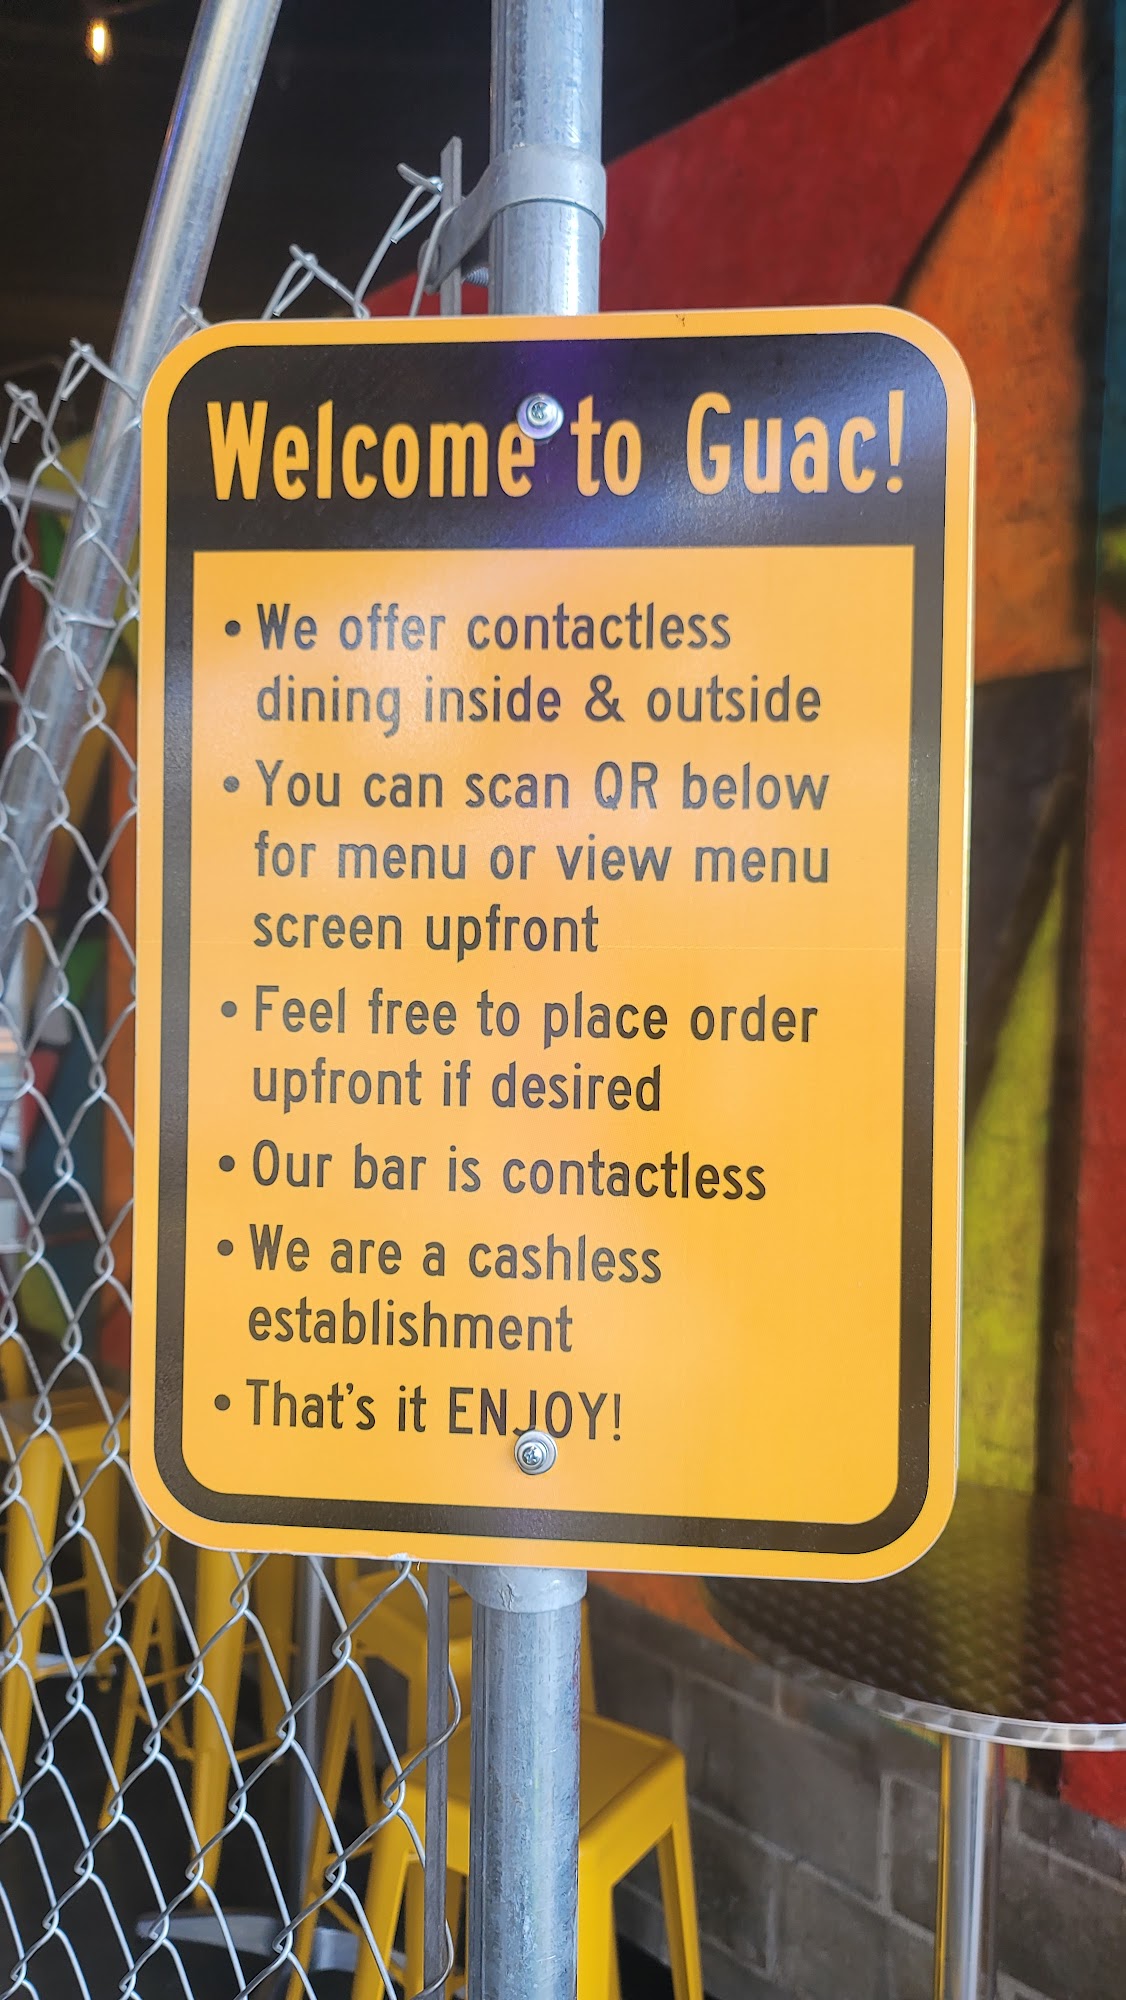 Welcome to Guac!
• We offer contactless
dining inside & outside
• You can scan QR below
for menu or view menu
screen upfront
• Feel free to place order
upfront if desired
• Our bar is contactless
• We are a cashless
establishment
• That's it ENJOY!